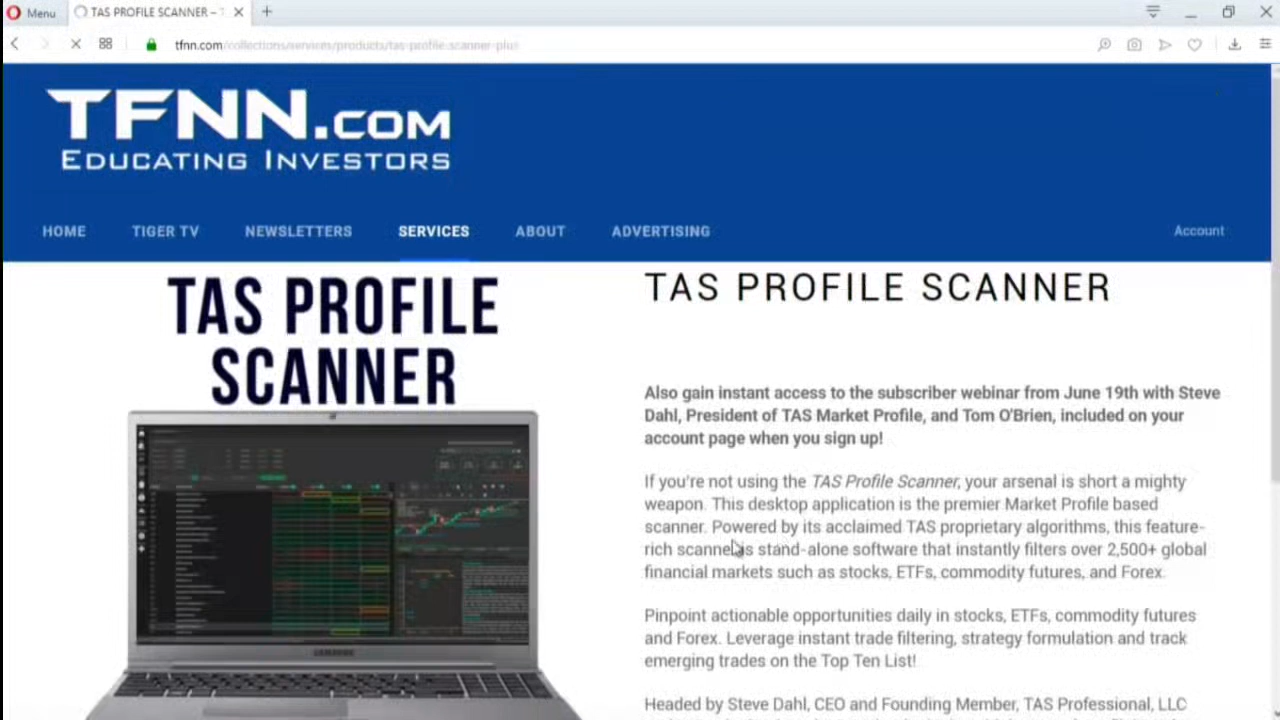 Menu
TAS PROFILE SCANNER –
tfnn.com/collections/services/products/tas-profile-scanner-plus
TFNN.COM
EDUCATING INVESTORS
HOME TIGER TV NEWSLETTERS SERVICES ABOUT ADVERTISING Account
TAS PROFILE
SCANNER
SAMSUNG
TAS PROFILE SCANNER
Also gain instant access to the subscriber webinar from June 19th with Steve
Dahl, President of TAS Market Profile, and Tom O'Brien, included on your
account page when you sign up!
If you're not using the TAS Profile Scanner, your arsenal is short a mighty
weapon. This desktop application is the premier Market Profile based
scanner. Powered by its acclaimed TAS proprietary algorithms, this feature-
rich scanner is stand-alone software that instantly filters over 2,500+ global
financial markets such as stocks, ETFs, commodity futures, and Forex.
Pinpoint actionable opportunities daily in stocks, ETFs, commodity futures
and Forex. Leverage instant trade filtering, strategy formulation and track
emerging trades on the Top Ten List!
Headed by Steve Dahl, CEO and Founding Member, TAS Professional, LLC